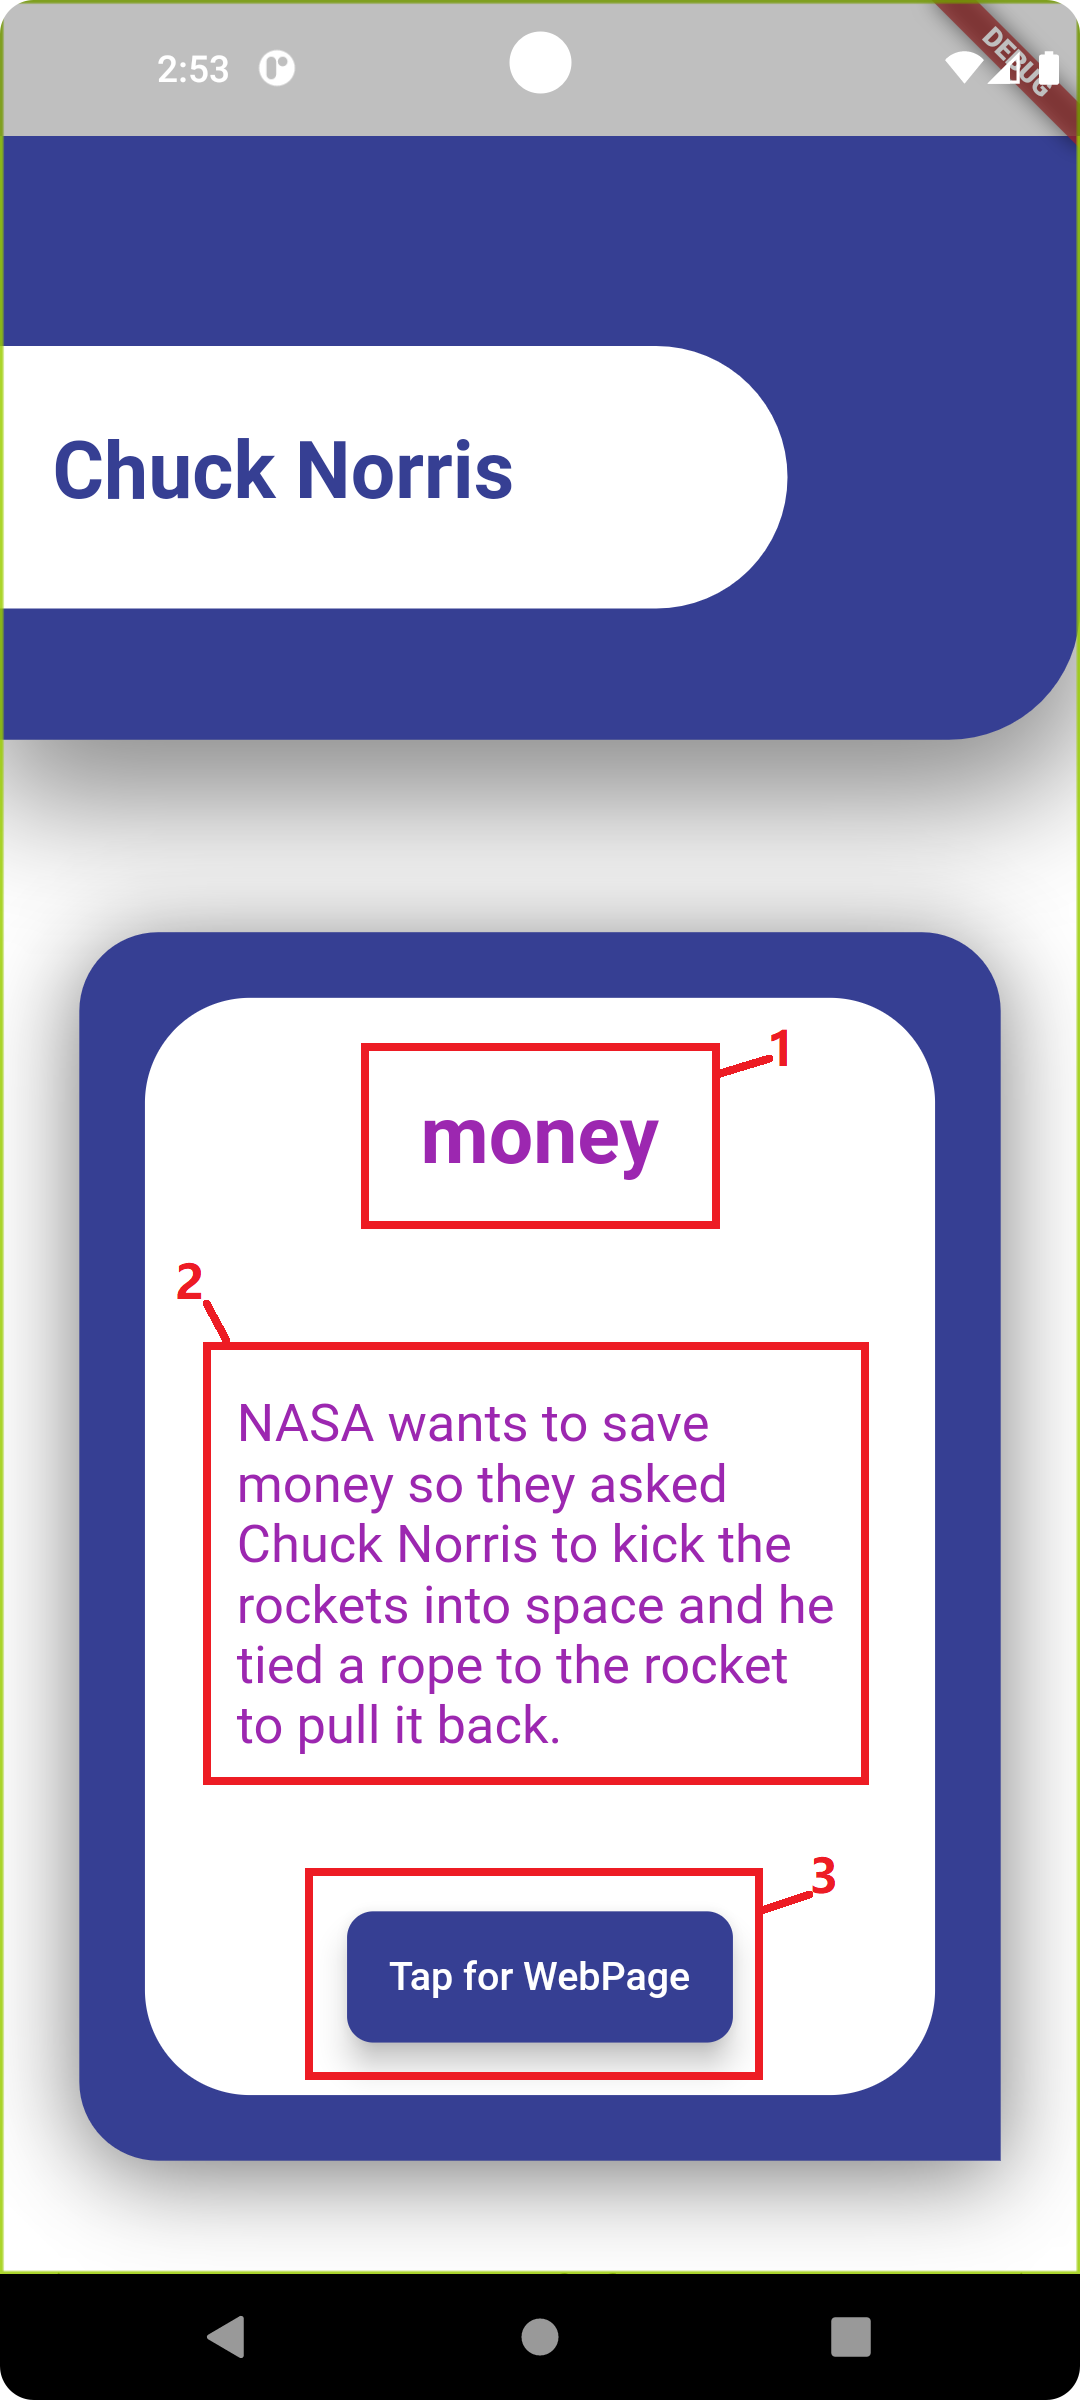 2:53
DEBUG
Chuck Norris
1
money
2
NASA wants to save
money so they asked
Chuck Norris to kick the
rockets into space and he
tied a rope to the rocket
to pull it back.
3
Tap for WebPage